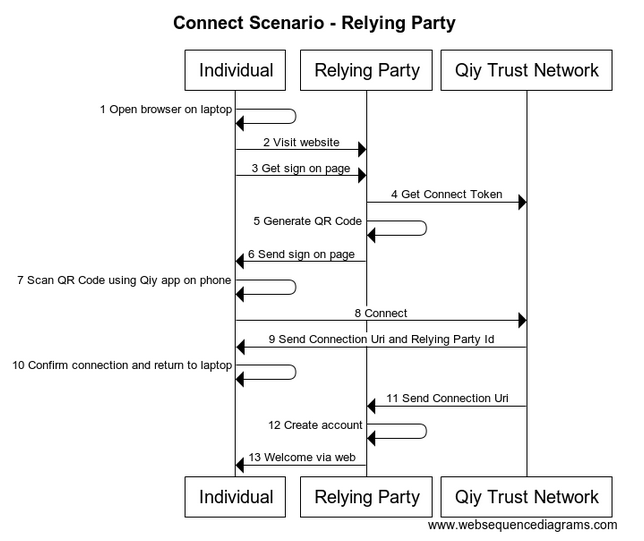 Connect Scenario - Relying Party
Individual
Relying Party
Qiy Trust Network
1 Open browser on laptop
2 Visit website
3 Get sign on page
4 Get Connect Token
5 Generate QR Code
6 Send sign on page
7 Scan QR Code using Qiy app on phone
8 Connect
9 Send Connection Uri and Relying Party Id
10 Confirm connection and return to laptop
11 Send Connection Uri
12 Create account
13 Welcome via web
Individual
Relying Party
Qiy Trust Network
www.websequencediagrams.com